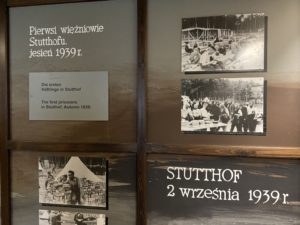 Pierwsi więźniowie
Stutthofu.
jesień 1939 r.
Die ersten
Häftlinge in Stutthof
The first prisoners
in Stutthof, Autumn 1939.
STUTTHOF
2 września 1939 r.